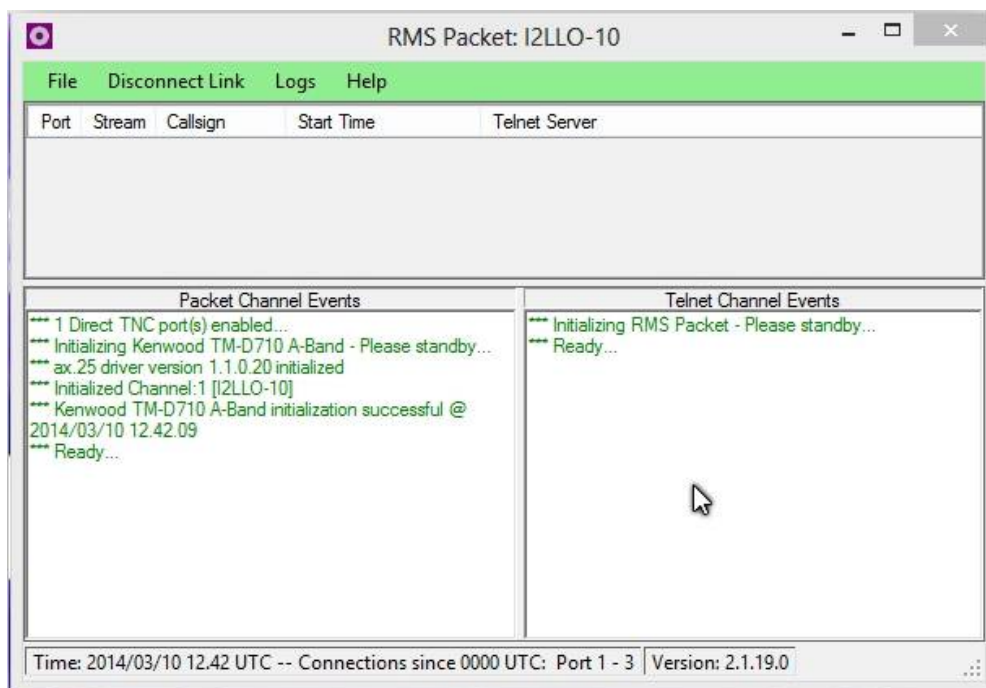 RMS Packet: I2LLO-10
File Disconnect Link Logs Help
Port Stream Callsign Start Time Telnet Server
Packet Channel Events
*** 1 Direct TNC port(s) enabled...
*** Initializing Kenwood TM-D710 A-Band - Please standby...
*** ax.25 driver version 1.1.0.20 initialized
*** Initialized Channel:1 [I2LLO-10]
*** Kenwood TM-D710 A-Band initialization successful @
2014/03/10 12.42.09
*** Ready...
Telnet Channel Events
*** Initializing RMS Packet - Please standby...
*** Ready...
Time: 2014/03/10 12.42 UTC -- Connections since 0000 UTC: Port 1 - 3 Version: 2.1.19.0